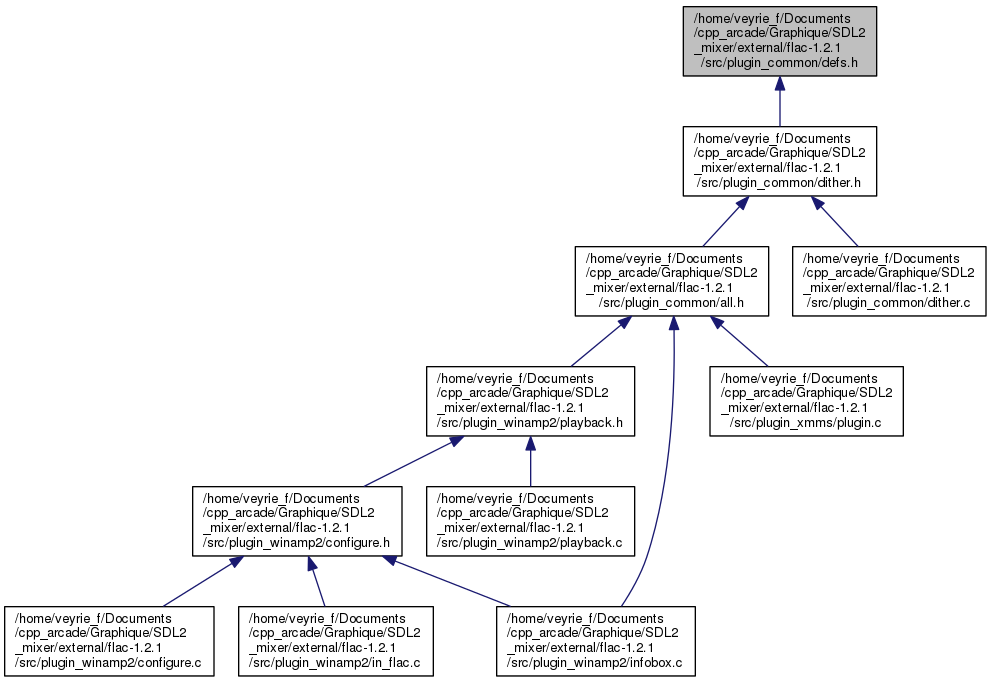 /home/veyrie_f/Documents
/cpp_arcade/Graphique/SDL2
_mixer/external/flac-1.2.1
/src/plugin_common/defs.h
/home/veyrie_f/Documents
/cpp_arcade/Graphique/SDL2
_mixer/external/flac-1.2.1
/src/plugin_common/dither.h
/home/veyrie_f/Documents
/cpp_arcade/Graphique/SDL2
_mixer/external/flac-1.2.1
/src/plugin_common/all.h
/home/veyrie_f/Documents
/cpp_arcade/Graphique/SDL2
_mixer/external/flac-1.2.1
/src/plugin_common/dither.c
/home/veyrie_f/Documents
/cpp_arcade/Graphique/SDL2
_mixer/external/flac-1.2.1
/src/plugin_winamp2/playback.h
/home/veyrie_f/Documents
/cpp_arcade/Graphique/SDL2
_mixer/external/flac-1.2.1
/src/plugin_xmms/plugin.c
/home/veyrie_f/Documents
/cpp_arcade/Graphique/SDL2
_mixer/external/flac-1.2.1
/src/plugin_winamp2/configure.h
/home/veyrie_f/Documents
/cpp_arcade/Graphique/SDL2
_mixer/external/flac-1.2.1
/src/plugin_winamp2/playback.c
/home/veyrie_f/Documents
/cpp_arcade/Graphique/SDL2
_mixer/external/flac-1.2.1
/src/plugin_winamp2/configure.c
/home/veyrie_f/Documents
/cpp_arcade/Graphique/SDL2
_mixer/external/flac-1.2.1
/src/plugin_winamp2/in_flac.c
/home/veyrie_f/Documents
/cpp_arcade/Graphique/SDL2
_mixer/external/flac-1.2.1
/src/plugin_winamp2/infobox.c